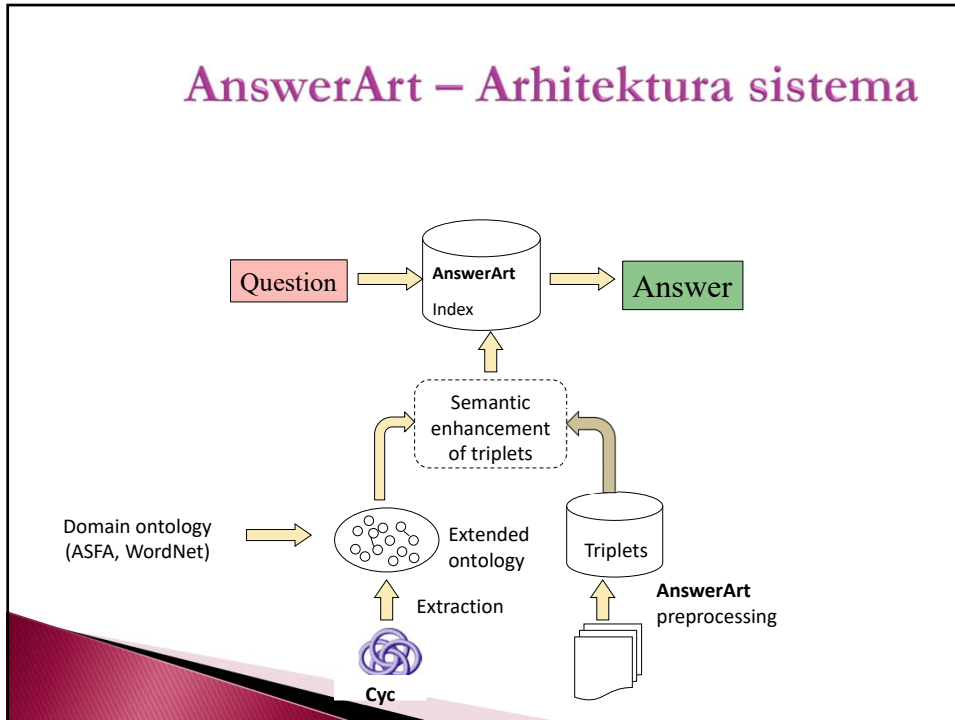 AnswerArt – Arhitektura sistema
Question
AnswerArt
Index
Answer
Semantic
enhancement
of triplets
Domain ontology
(ASFA, WordNet)
Extended
ontology
Triplets
Extraction
AnswerArt
preprocessing
Cyc